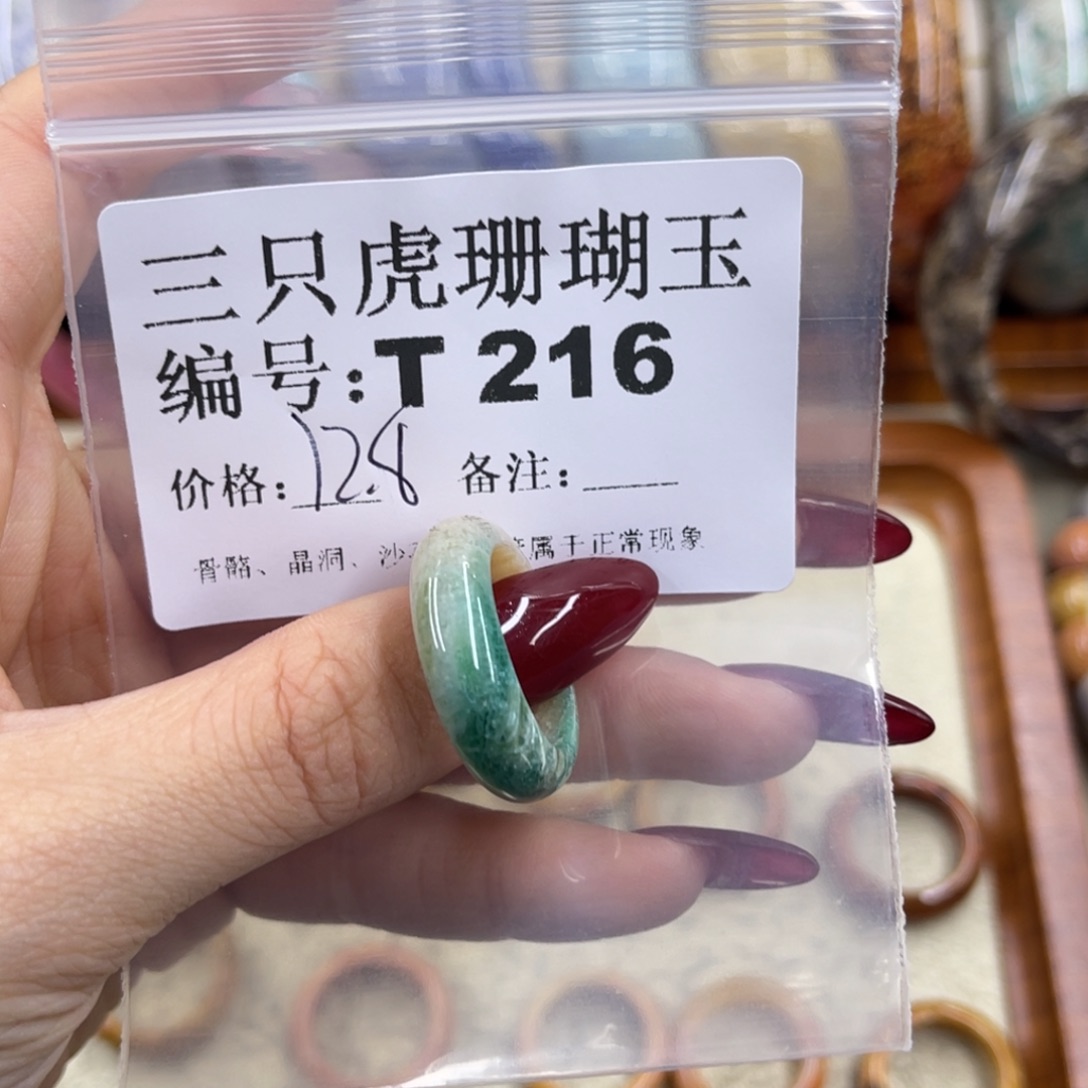 三只虎珊瑚玉
编号:T 216
价格: 128 备注:
骨骼、晶洞、沙 属于正常现象